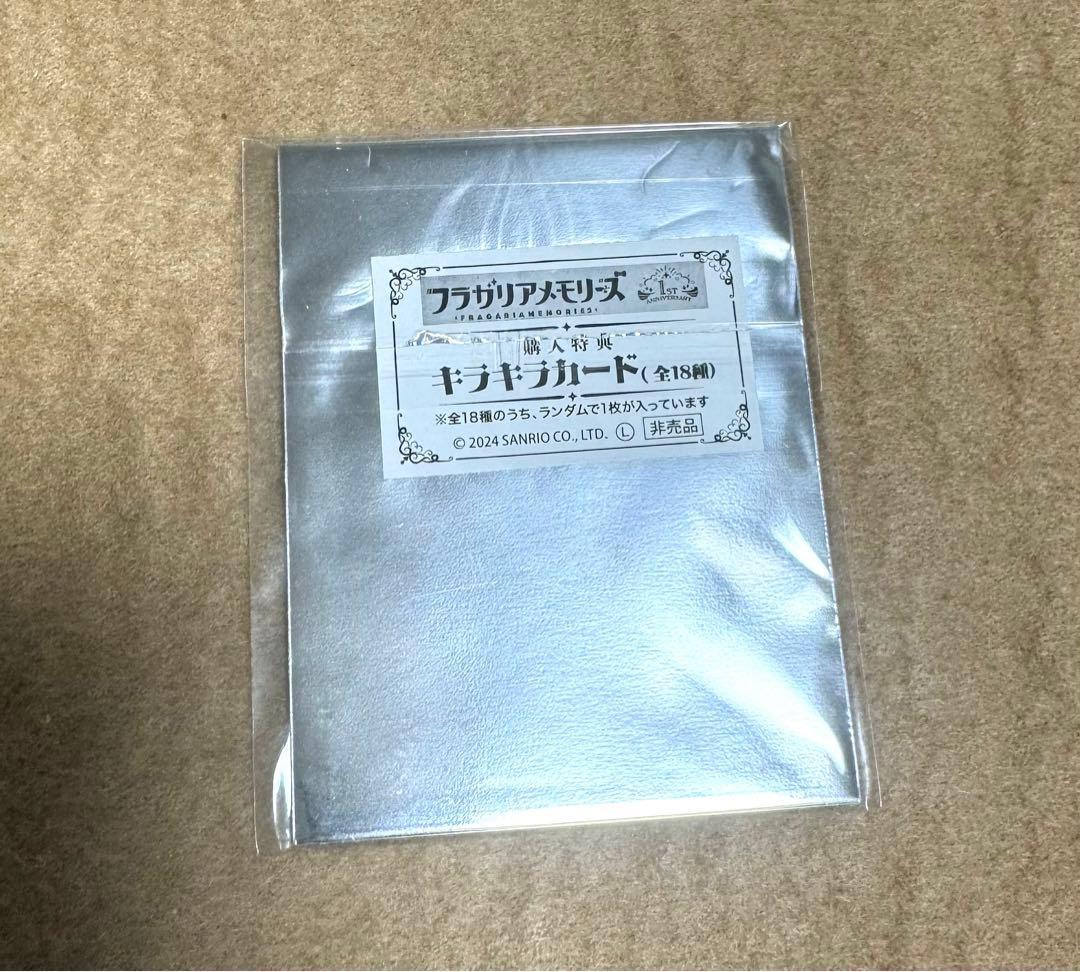 フラガリアメモリーズ 1ST
FRAGARIAMEMORIES ANNIVERSARY
購入特典
キラキラカード(全18種)
※全18種のうち、ランダムで1枚が入っています
© 2024 SANRIO CO., LTD. Ⓛ 非売品